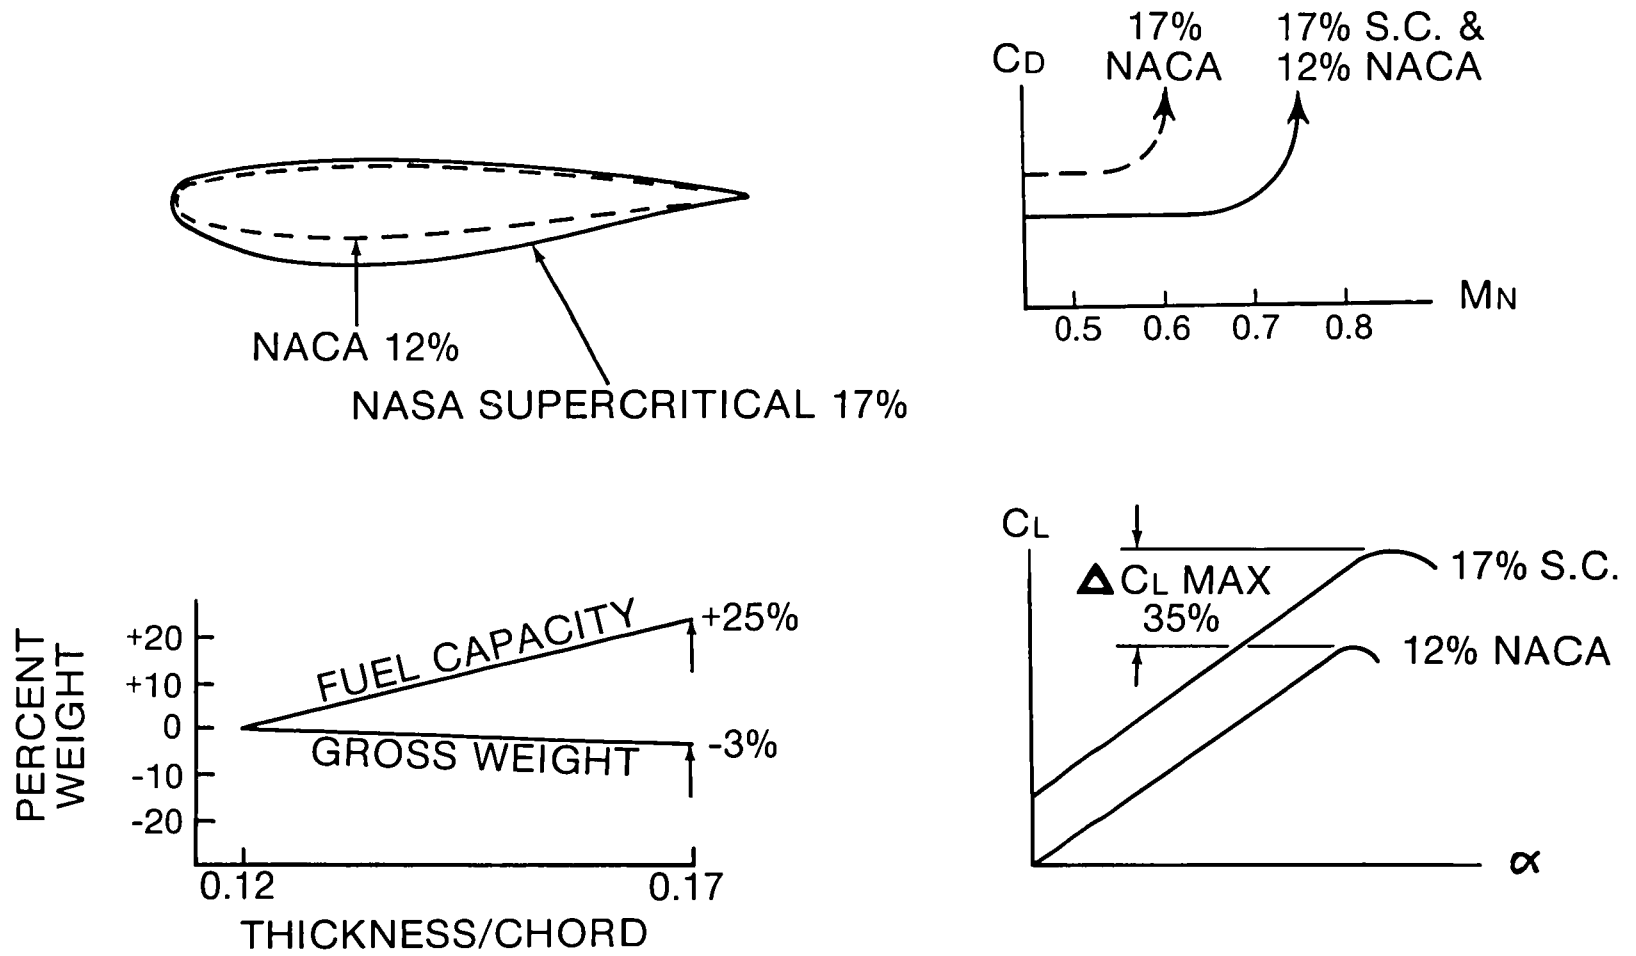 NACA 12%
NASA SUPERCRITICAL 17%
CD
17%
NACA
17% S.C. &
12% NACA
MN
0.5 0.6 0.7 0.8
PERCENT
WEIGHT
+20
+10
0
-10
-20
FUEL CAPACITY
+25%
GROSS WEIGHT
-3%
0.12 0.17
THICKNESS/CHORD
CL
Δ CL MAX
35%
17% S.C.
12% NACA
α